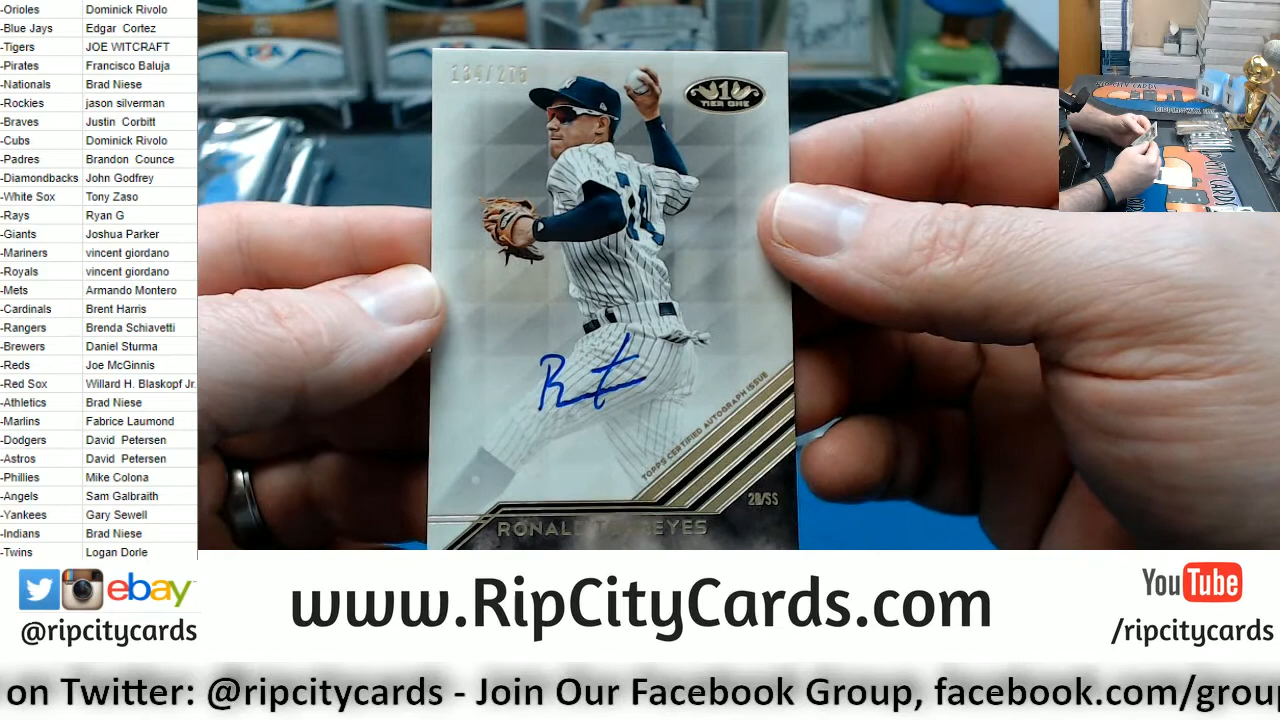 -Orioles Dominick Rivolo
-Blue Jays Edgar Cortez
-Tigers JOE WITCRAFT
-Pirates Francisco Baluja
-Nationals Brad Niese
-Rockies jason silverman
-Braves Justin Corbitt
-Cubs Dominick Rivolo
-Padres Brandon Counce
-Diamondbacks John Godfrey
-White Sox Tony Zaso
-Rays Ryan G
-Giants Joshua Parker
-Mariners vincent giordano
-Royals vincent giordano
-Mets Armando Montero
-Cardinals Brent Harris
-Rangers Brenda Schiavetti
-Brewers Daniel Sturma
-Reds Joe McGinnis
-Red Sox Willard H. Blaskopf Jr.
-Athletics Brad Niese
-Marlins Fabrice Laumond
-Dodgers David Petersen
-Astros David Petersen
-Phillies Mike Colona
-Angels Sam Galbraith
-Yankees Gary Sewell
-Indians Brad Niese
-Twins Logan Dorle
1
TIER ONE
74
TOPPS CERTIFIED AUTOGRAPH ISSUE
2B/SS
RONALD
ebay
@ripcitycards
www.RipCityCards.com
YouTube
/ripcitycards
on Twitter: @ripcitycards - Join Our Facebook Group, facebook.com/group